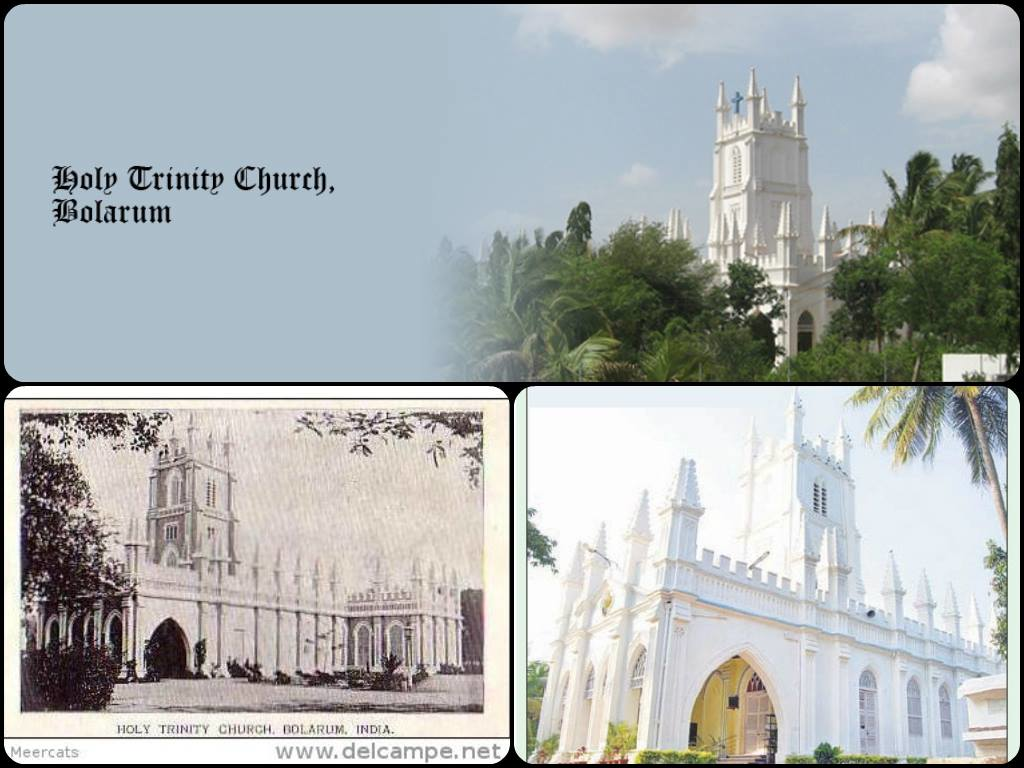 Holy Trinity Church,
Bolarum
HOLY TRINITY CHURCH, BOLARUM, INDIA.
Meercats
www.delcampe.net